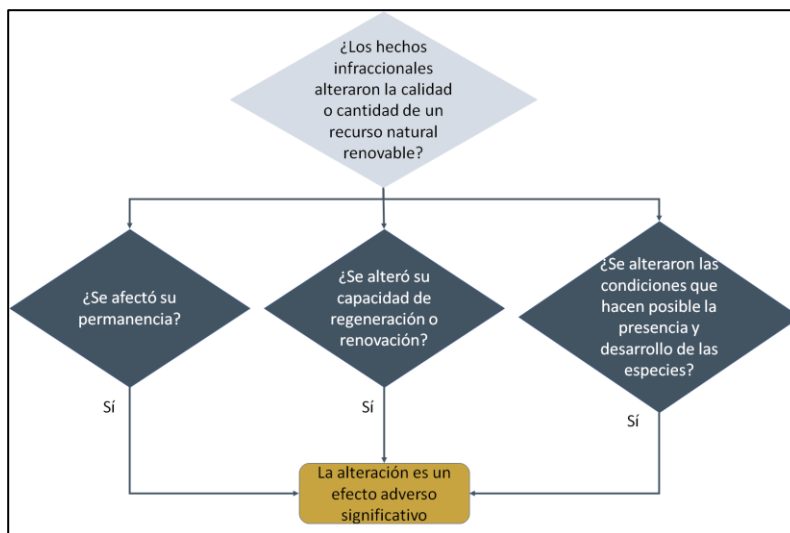 ¿Los hechos
infraccionales
alteraron la calidad
o cantidad de un
recurso natural
renovable?
¿Se afectó su
permanencia?
¿Se alteró su
capacidad de
regeneración o
renovación?
¿Se alteraron las
condiciones que
hacen posible la
presencia y
desarrollo de las
especies?
Sí
Sí
Sí
La alteración es un
efecto adverso
significativo